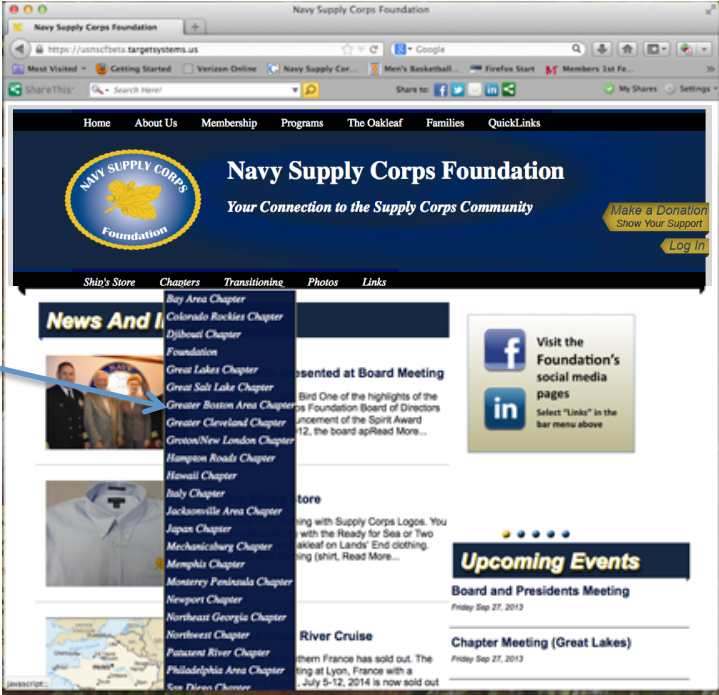 Navy Supply Corps Foundation
Navy Supply Corps Foundation
https://usnscfbeta.targetsystems.us
Google
Most Visited
Getting Started
Verizon Online
Navy Supply Cor...
Men's Basketball...
Firefox Start
Members 1st Fe...
ShareThis
Search Here!
Share to:
My Shares
Settings
Home About Us Membership Programs The Oakleaf Families QuickLinks
NAVY SUPPLY CORPS
Foundation
Navy Supply Corps Foundation
Your Connection to the Supply Corps Community
Make a Donation
Show Your Support
Log In
Ship's Store Chapters Transitioning Photos Links
Bay Area Chapter
Colorado Rockies Chapter
Djibouti Chapter
Foundation
Great Lakes Chapter
Great Salt Lake Chapter
Greater Boston Area Chapter
Greater Cleveland Chapter
Groton/New London Chapter
Hampton Roads Chapter
Hawaii Chapter
Italy Chapter
Jacksonville Area Chapter
Japan Chapter
Mechanicsburg Chapter
Memphis Chapter
Monterey Peninsula Chapter
Newport Chapter
Northeast Georgia Chapter
Northwest Chapter
Patuxent River Chapter
Philadelphia Area Chapter
San Diego Chapter
News And I
esented at Board Meeting
Bird One of the highlights of the
ps Foundation Board of Directors
uncement of the Spirit Award
12, the board apRead More...
tore
ning with Supply Corps Logos. You
with the Ready for Sea or Two
akleaf on Lands' End clothing.
ning (shirt, Read More...
River Cruise
thern France has sold out. The
ting at Lyon, France with a
, July 5-12, 2014 is now sold out
Visit the
Foundation's
social media
pages
Select "Links" in the
bar menu above
Upcoming Events
Board and Presidents Meeting
Friday Sep 27, 2013
Chapter Meeting (Great Lakes)
Friday Sep 27, 2013
javascript:;